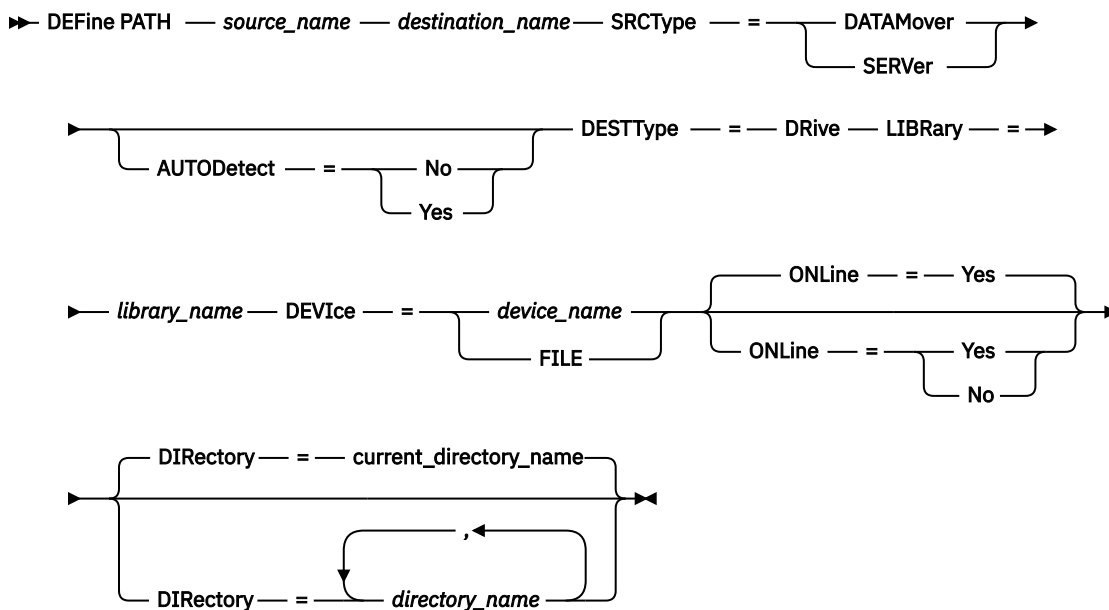 DEFine PATH source_name destination_name SRCType = DATAMover
SERVer
AUTODetect = No
Yes
DESTType = DRive LIBRary =
library_name DEVIce = device_name
FILE
ONLine = Yes
ONLine = Yes
No
DIRectory = current_directory_name
,
DIRectory = directory_name